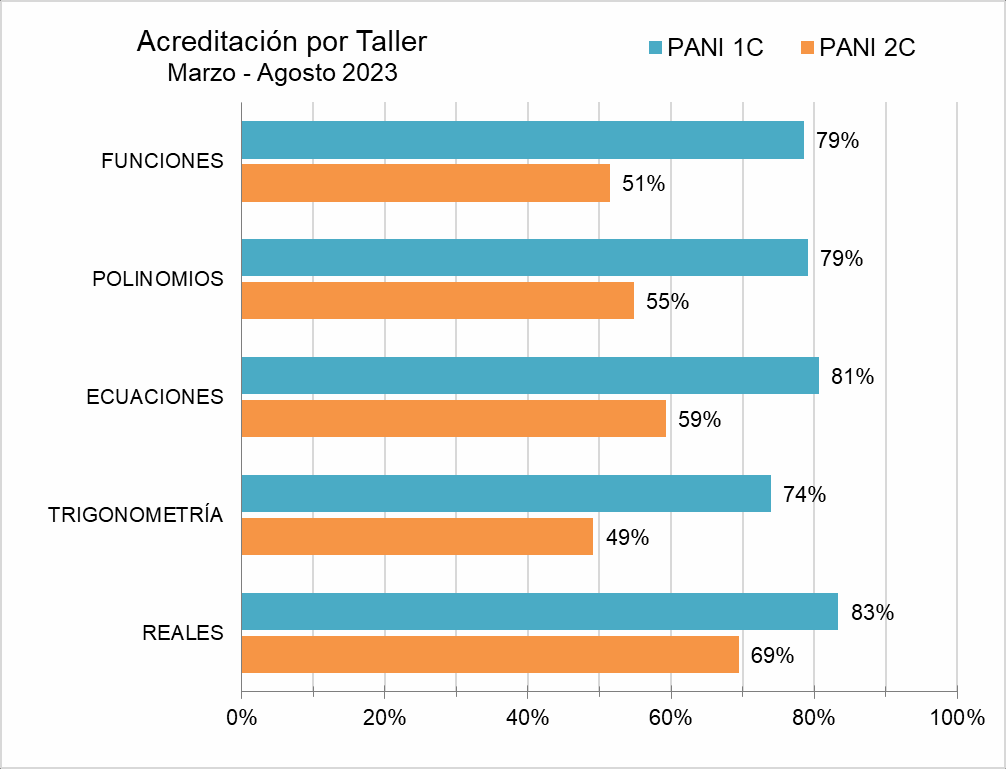 Acreditación por Taller
Marzo - Agosto 2023
PANI 1C PANI 2C
FUNCIONES
79%
51%
POLINOMIOS
79%
55%
ECUACIONES
81%
59%
TRIGONOMETRÍA
74%
49%
REALES
83%
69%
0% 20% 40% 60% 80% 100%